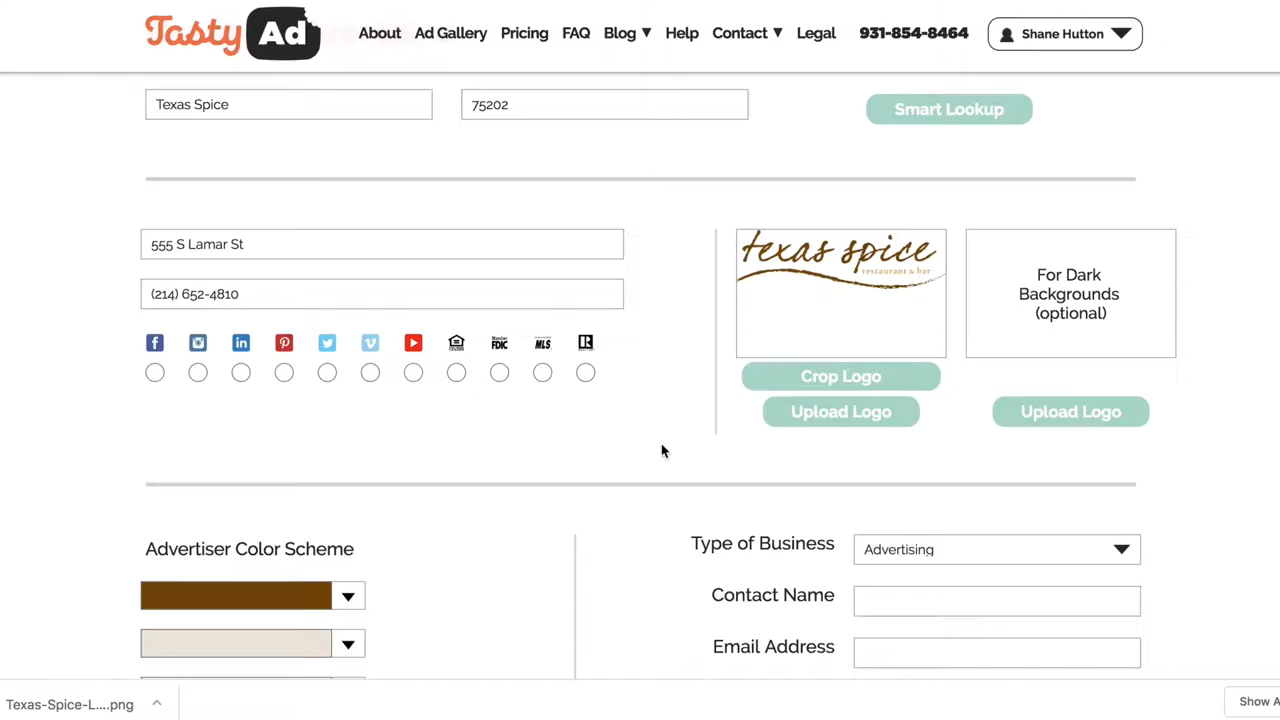 Tasty Ad About Ad Gallery Pricing FAQ Blog ▼ Help Contact ▼ Legal 931-854-8464 Shane Hutton
Texas Spice 75202 Smart Lookup
555 S Lamar St
(214) 652-4810
texas spice
restaurant & bar
For Dark
Backgrounds
(optional)
Member
FDIC
MLS
R
Crop Logo
Upload Logo Upload Logo
Advertiser Color Scheme
Type of Business Advertising
Contact Name
Email Address
Texas-Spice-L....png Show A